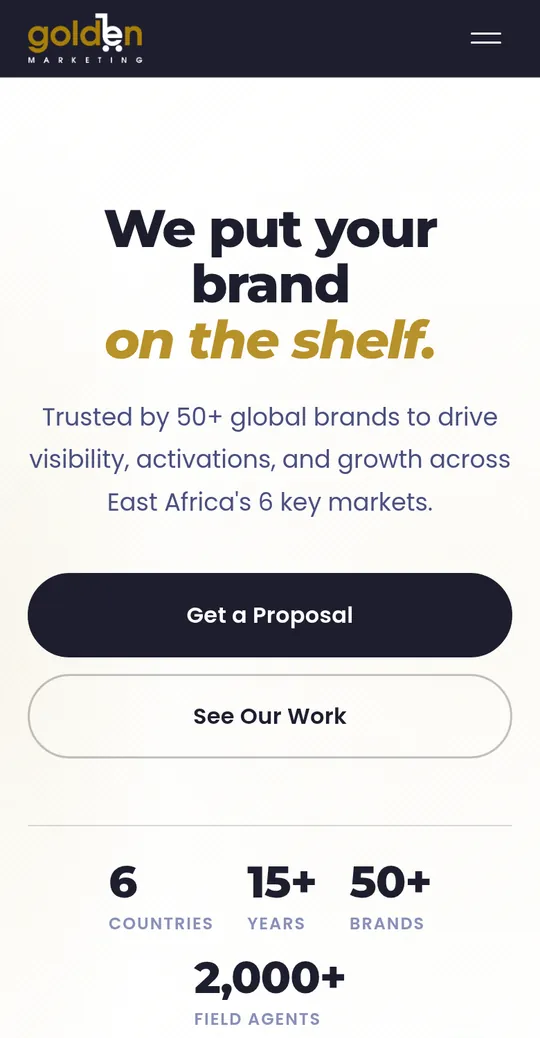 golden
MARKETING
We put your
brand
on the shelf.
Trusted by 50+ global brands to drive
visibility, activations, and growth across
East Africa's 6 key markets.
Get a Proposal
See Our Work
6 15+ 50+
COUNTRIES YEARS BRANDS
2,000+
FIELD AGENTS